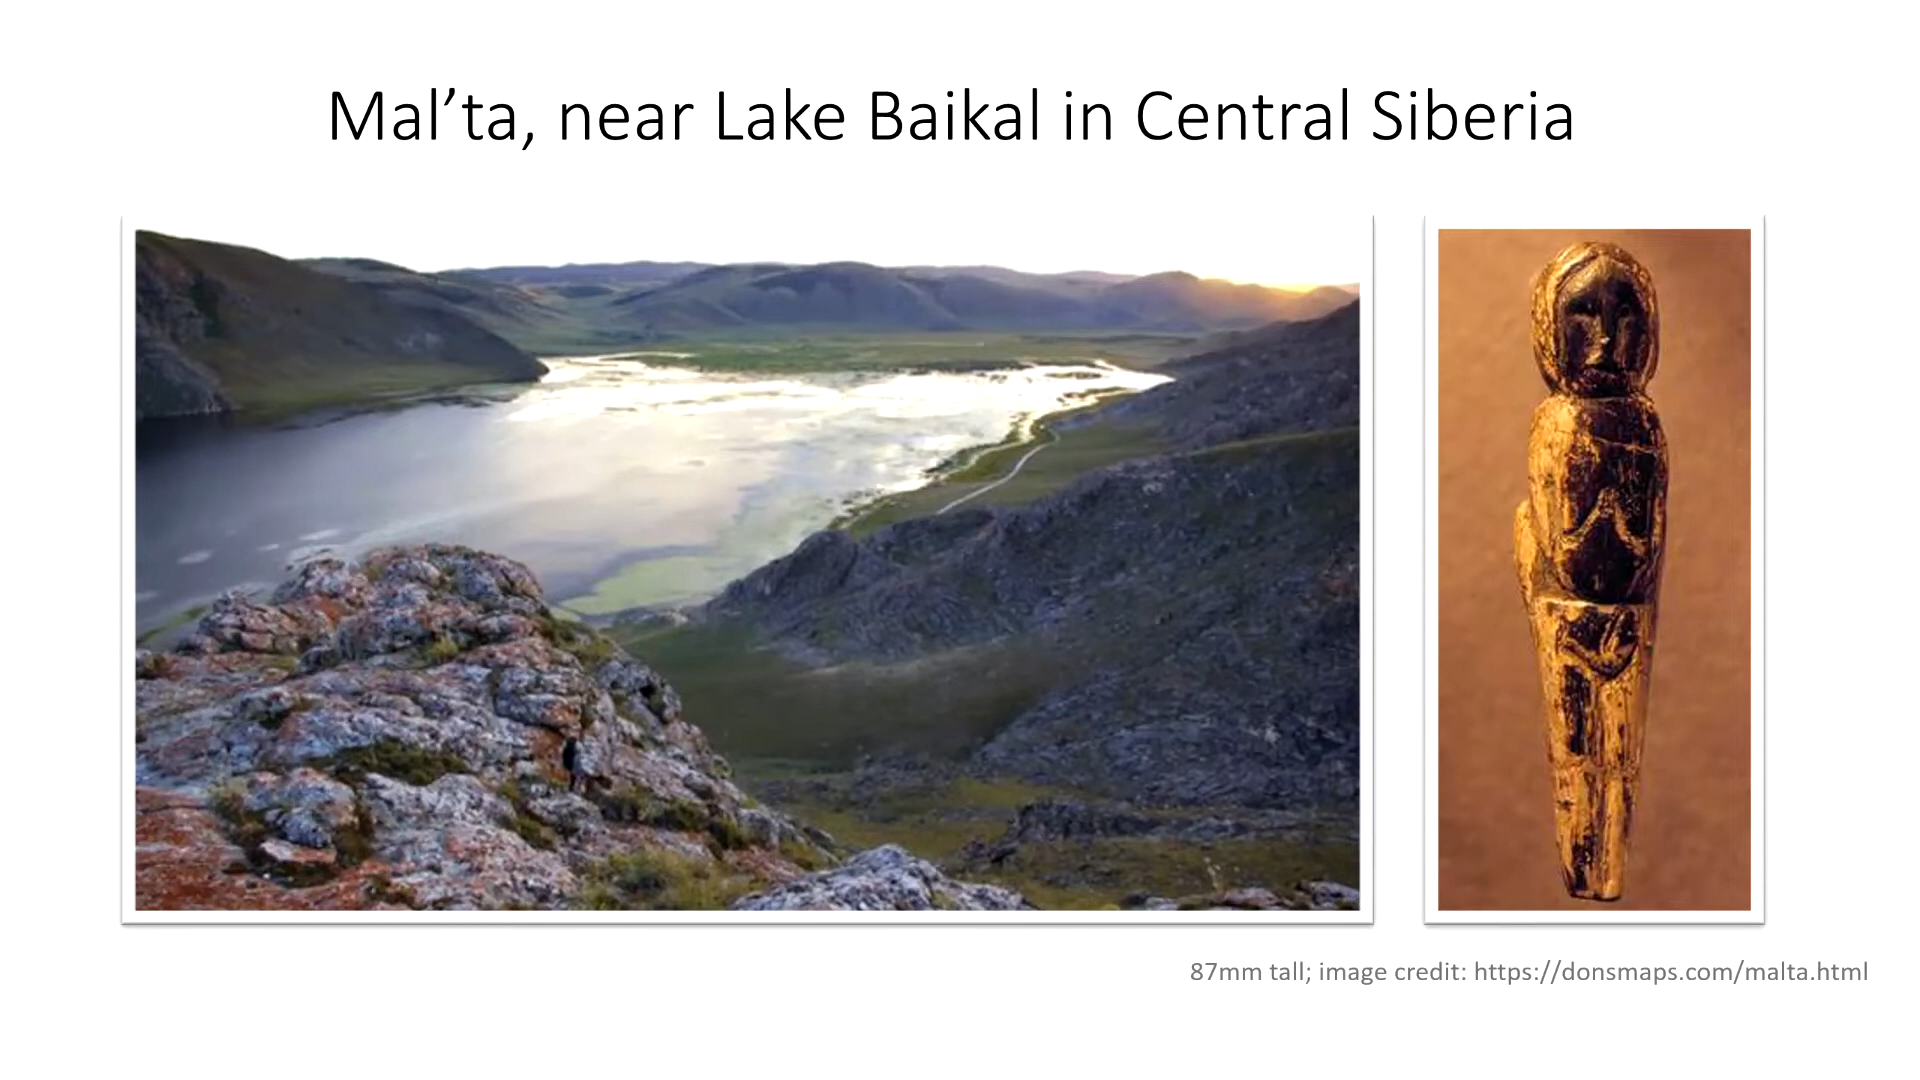 Mal’ta, near Lake Baikal in Central Siberia
87mm tall; image credit: https://donsmaps.com/malta.html